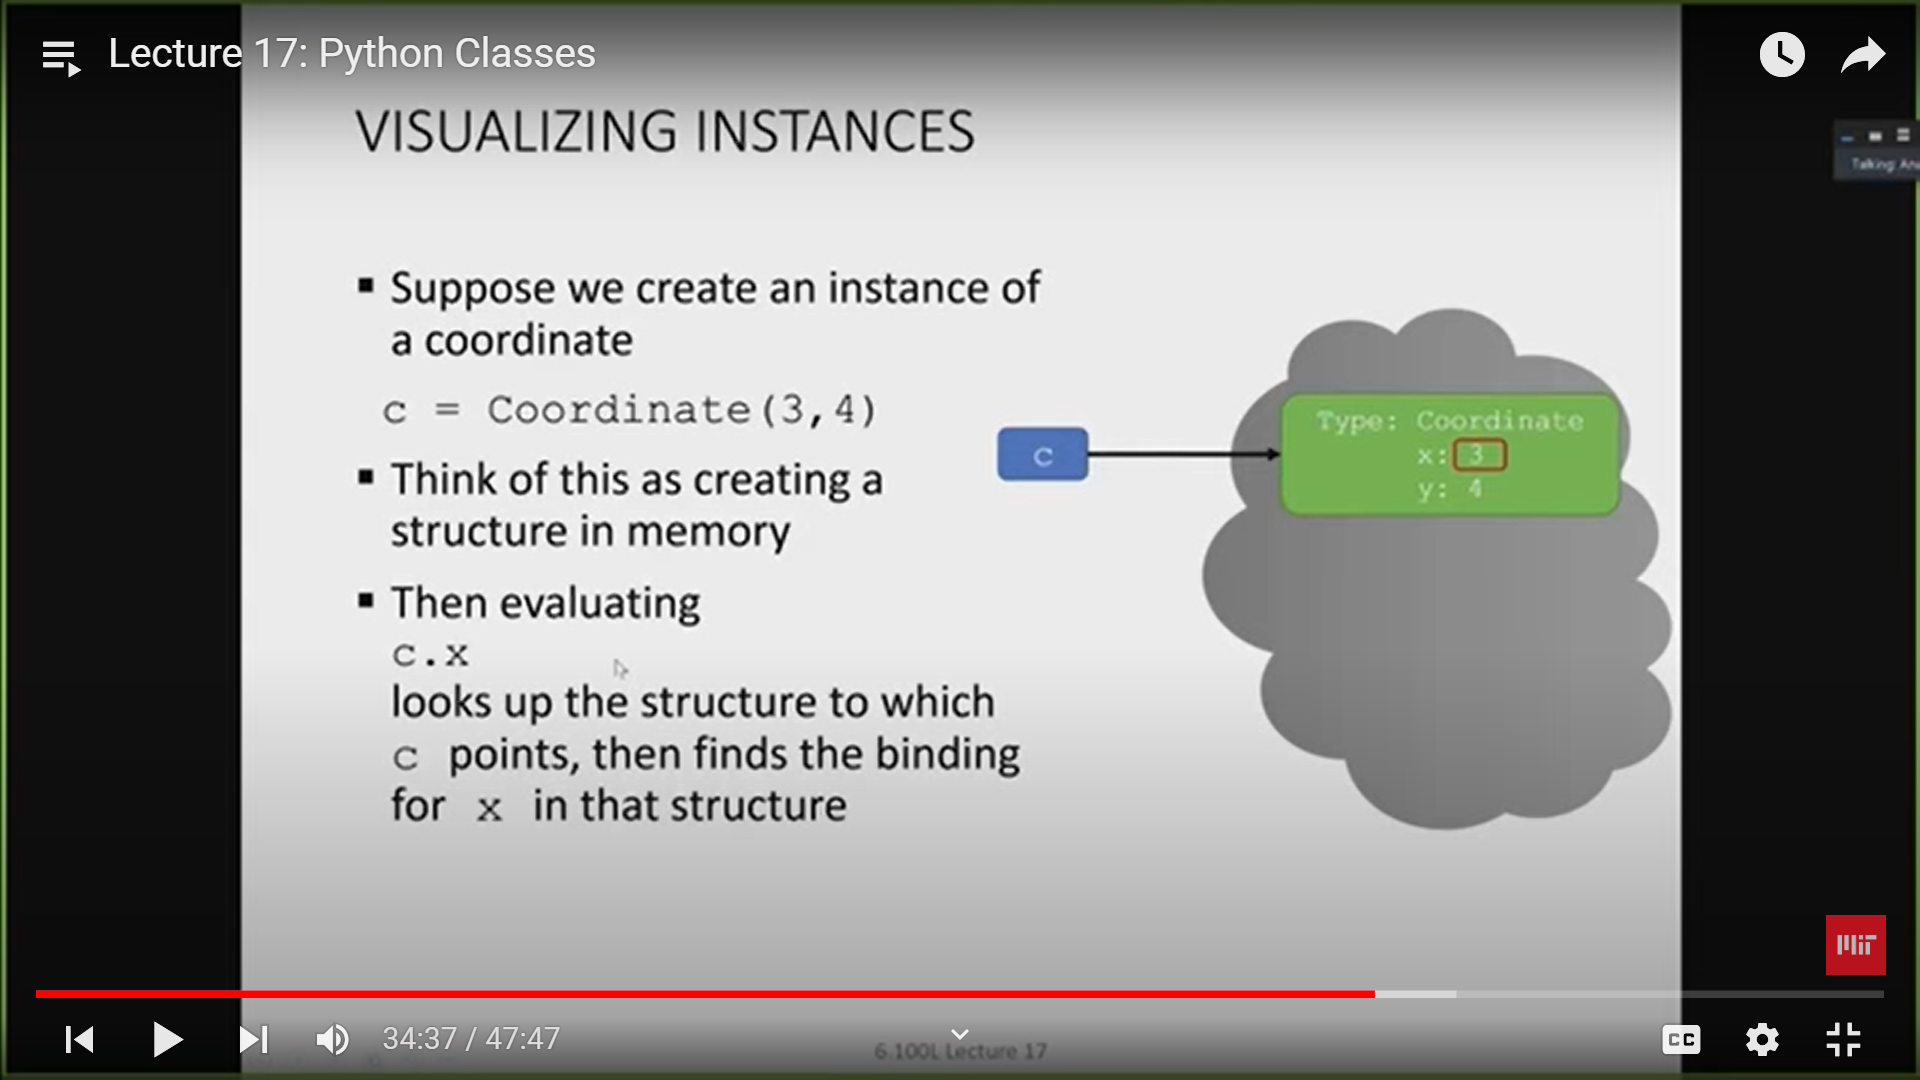 Lecture 17: Python Classes
VISUALIZING INSTANCES
Talking:
▪ Suppose we create an instance of
a coordinate
c = Coordinate(3,4)
▪ Think of this as creating a
structure in memory
▪ Then evaluating
c.x
looks up the structure to which
c points, then finds the binding
for x in that structure
c
Type: Coordinate
x: 3
y: 4
MIT
34:37 / 47:47
6.100L Lecture 17
CC